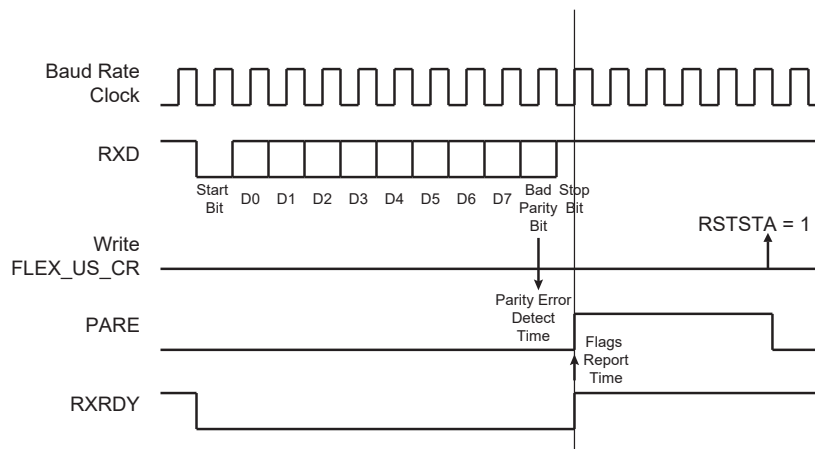 Baud Rate
Clock
RXD
Start
Bit
D0 D1 D2 D3 D4 D5 D6 D7
Bad
Parity
Bit
Stop
Bit
RSTSTA = 1
Write
FLEX_US_CR
Parity Error
Detect
Time
PARE
Flags
Report
Time
RXRDY